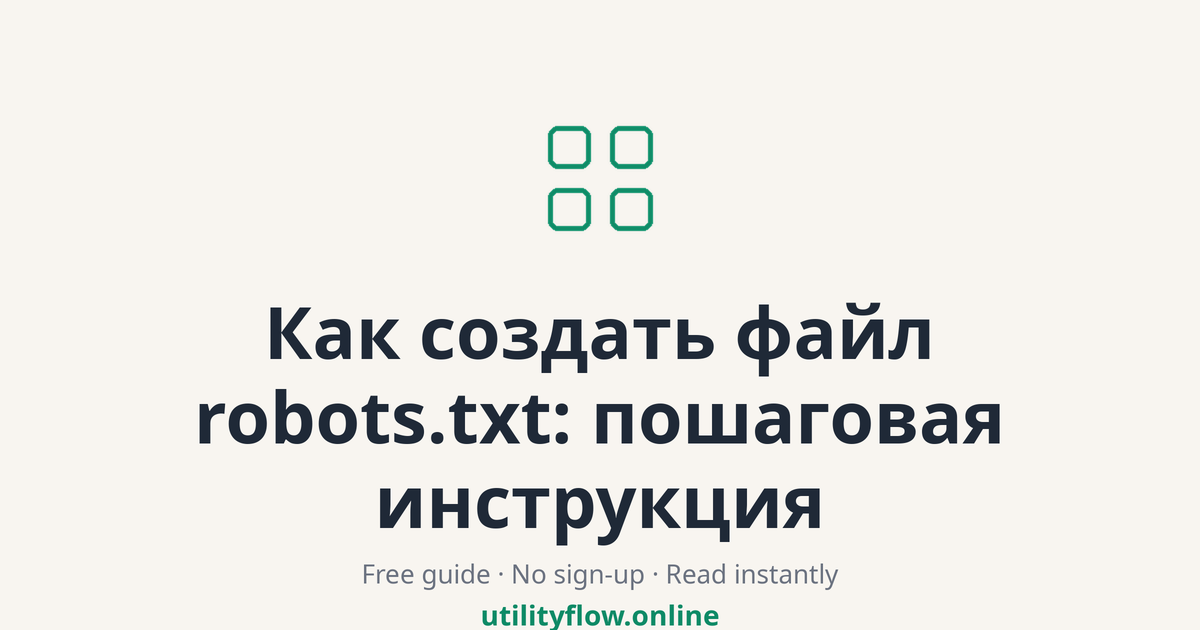 Как создать файл
robots.txt: пошаговая
инструкция
Free guide · No sign-up · Read instantly
utilityflow.online